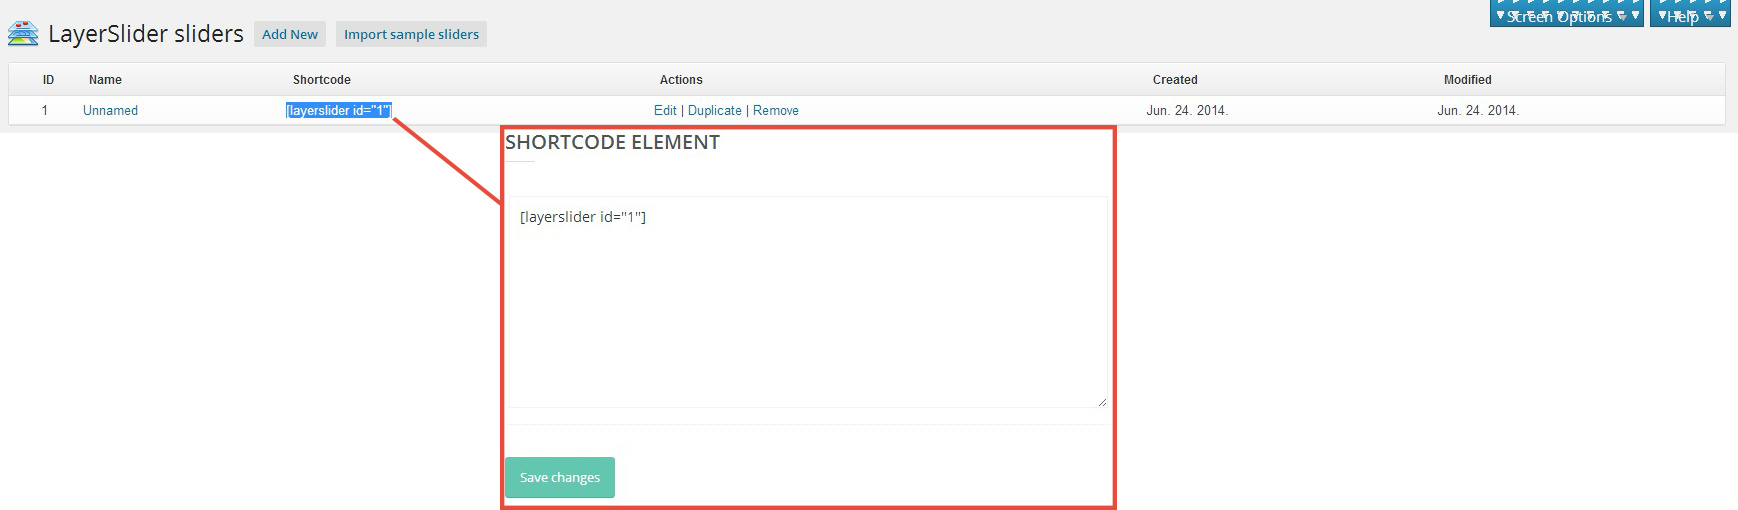 LayerSlider sliders Add New Import sample sliders Screen Options Help
ID Name Shortcode Actions Created Modified
1 Unnamed [layerslider id="1"] Edit | Duplicate | Remove Jun. 24. 2014. Jun. 24. 2014.
SHORTCODE ELEMENT
[layerslider id="1"]
Save changes